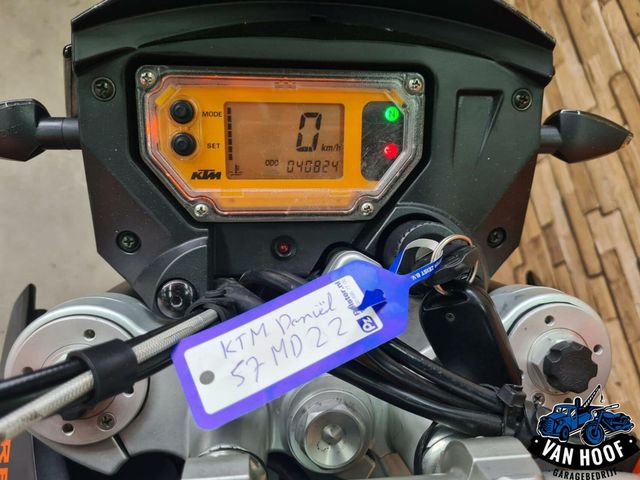 MODE
0
km/h
SET
ODO 040824
KTM
N
KTM Daniël
57 MD 22
VAN HOOF
GARAGEBEDRIJF